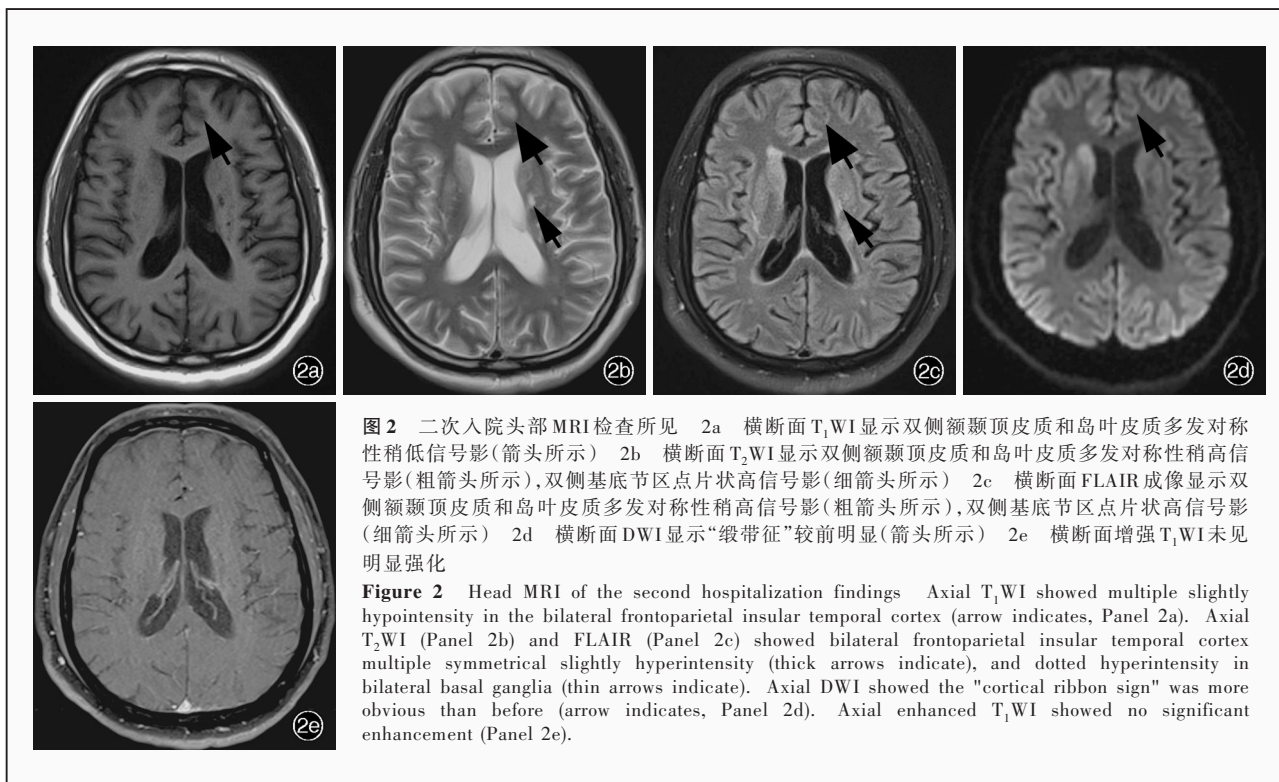 2a
2b
2c
2d
2e
图2 二次入院头部MRI检查所见 2a 横断面T₁WI显示双侧额颞顶皮质和岛叶皮质多发对称
性稍低信号影(箭头所示) 2b 横断面T₂WI显示双侧额颞顶皮质和岛叶皮质多发对称性稍高信
号影(粗箭头所示),双侧基底节区点片状高信号影(细箭头所示) 2c 横断面FLAIR成像显示双
侧额颞顶皮质和岛叶皮质多发对称性稍高信号影(粗箭头所示),双侧基底节区点片状高信号影
(细箭头所示) 2d 横断面DWI显示“缎带征”较前明显(箭头所示) 2e 横断面增强T₁WI未见
明显强化
Figure 2 Head MRI of the second hospitalization findings Axial T₁WI showed multiple slightly
hypointensity in the bilateral frontoparietal insular temporal cortex (arrow indicates, Panel 2a). Axial
T₂WI (Panel 2b) and FLAIR (Panel 2c) showed bilateral frontoparietal insular temporal cortex
multiple symmetrical slightly hyperintensity (thick arrows indicate), and dotted hyperintensity in
bilateral basal ganglia (thin arrows indicate). Axial DWI showed the "cortical ribbon sign" was more
obvious than before (arrow indicates, Panel 2d). Axial enhanced T₁WI showed no significant
enhancement (Panel 2e).